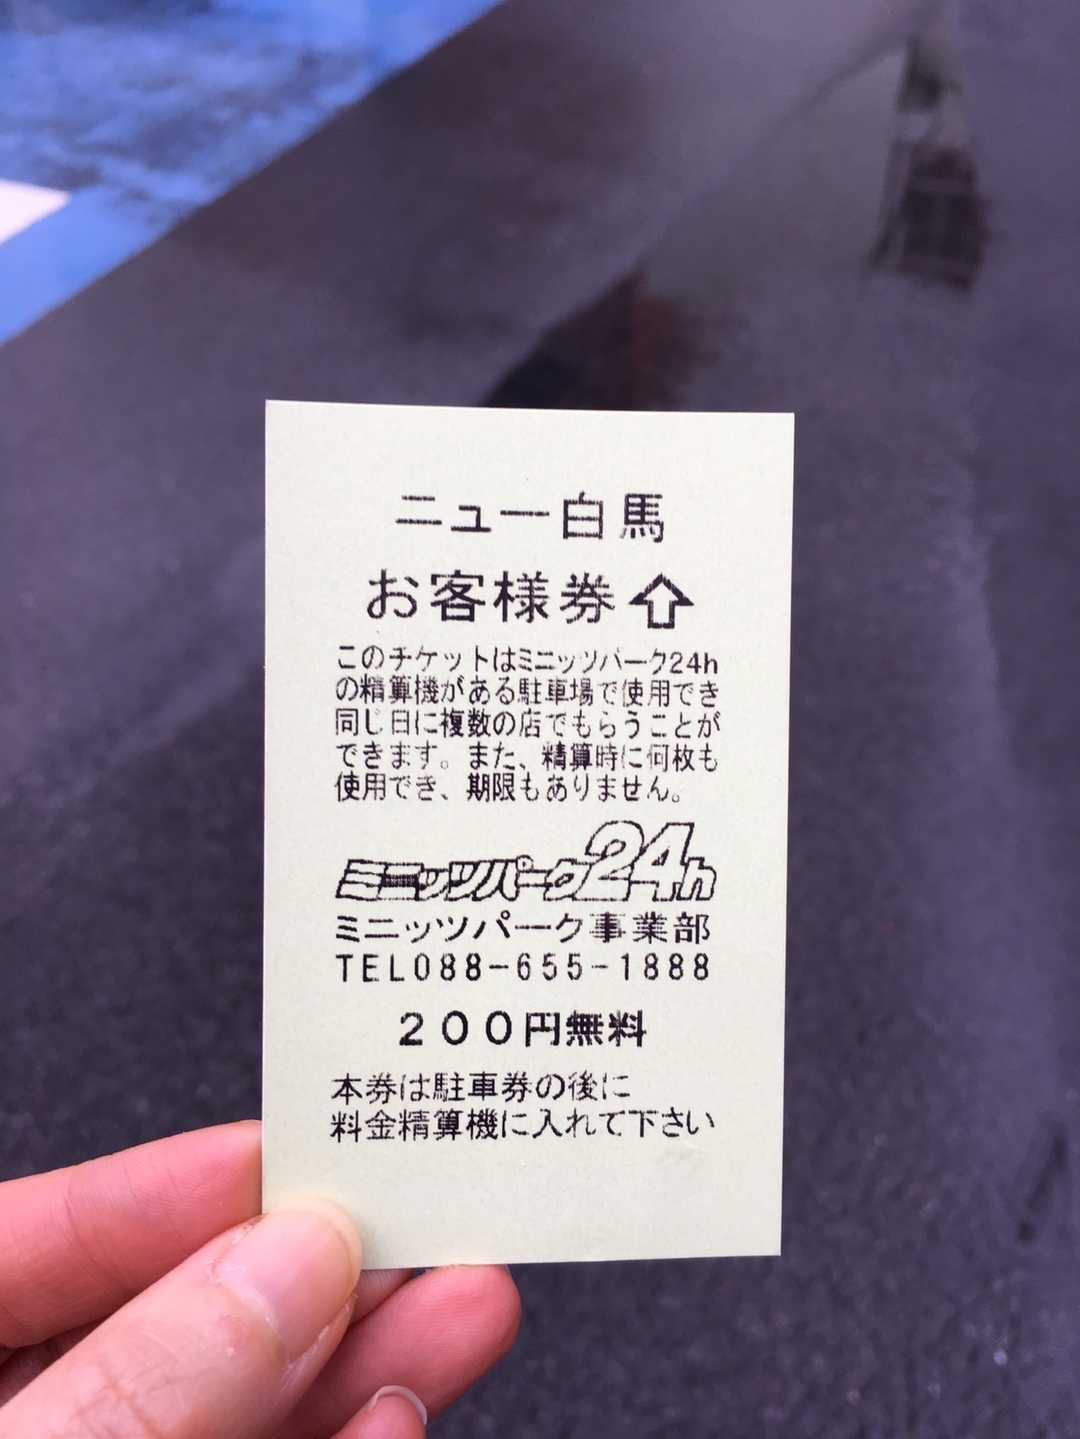 ニュー白馬
お客様券⇧
このチケットはミニッツパーク24h
の精算機がある駐車場で使用でき
同じ日に複数の店でもらうことが
できます。また、精算時に何枚も
使用でき、期限もありません。
ミニッツパーク24h
ミニッツパーク事業部
TEL088-655-1888
200円無料
本券は駐車券の後に
料金精算機に入れて下さい